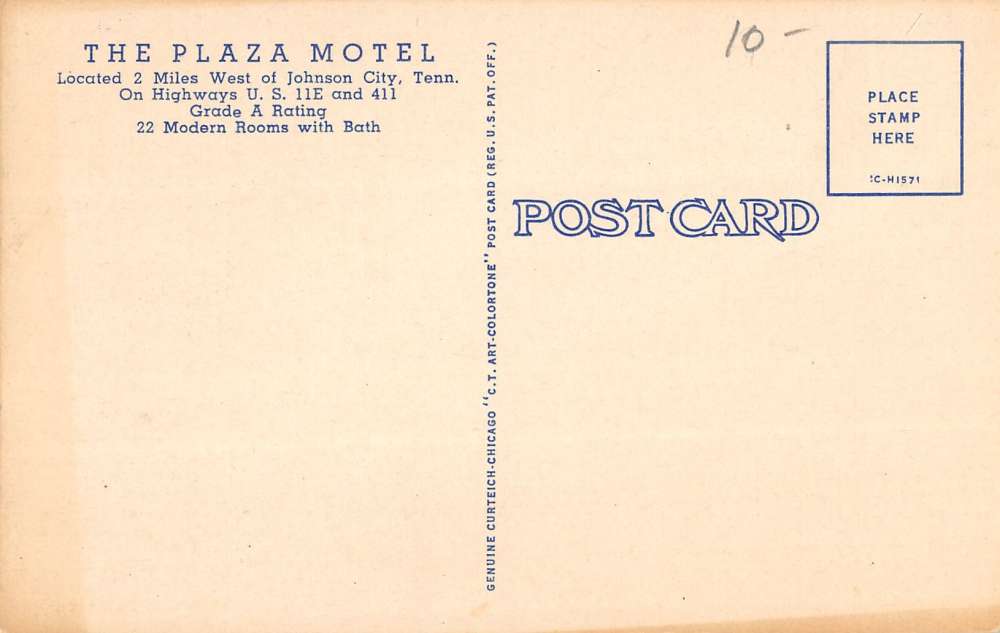 THE PLAZA MOTEL
Located 2 Miles West of Johnson City, Tenn.
On Highways U. S. 11E and 411
Grade A Rating
22 Modern Rooms with Bath
GENUINE CURTEICH-CHICAGO "C.T. ART-COLORTONE" POST CARD (REG. U.S. PAT. OFF.)
10-
POST CARD
PLACE
STAMP
HERE
C-H1571